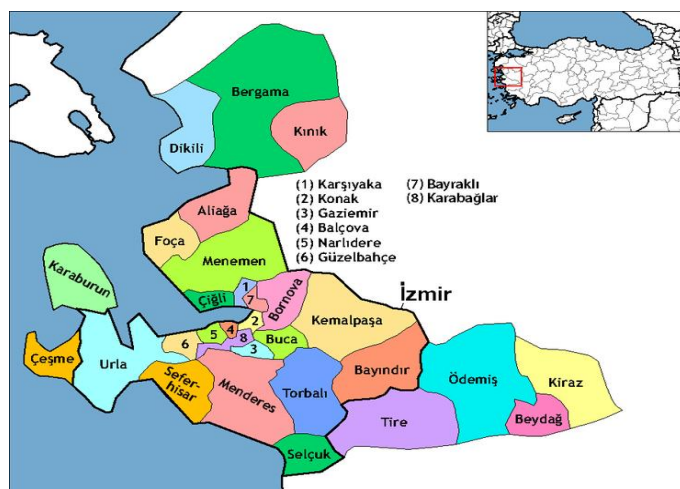 Bergama
Dikili
Kınık
(1) Karşıyaka
(2) Konak
(3) Gaziemir
(4) Balçova
(5) Narlıdere
(6) Güzelbahçe
(7) Bayraklı
(8) Karabağlar
Aliağa
Foça
Menemen
Karaburun
Çiğli
1
7
Bornova
İzmir
Kemalpaşa
2
4
5
6
8
3
Buca
Çeşme
Urla
Sefer-
hisar
Menderes
Torbalı
Bayındır
Ödemiş
Kiraz
Beydağ
Tire
Selçuk